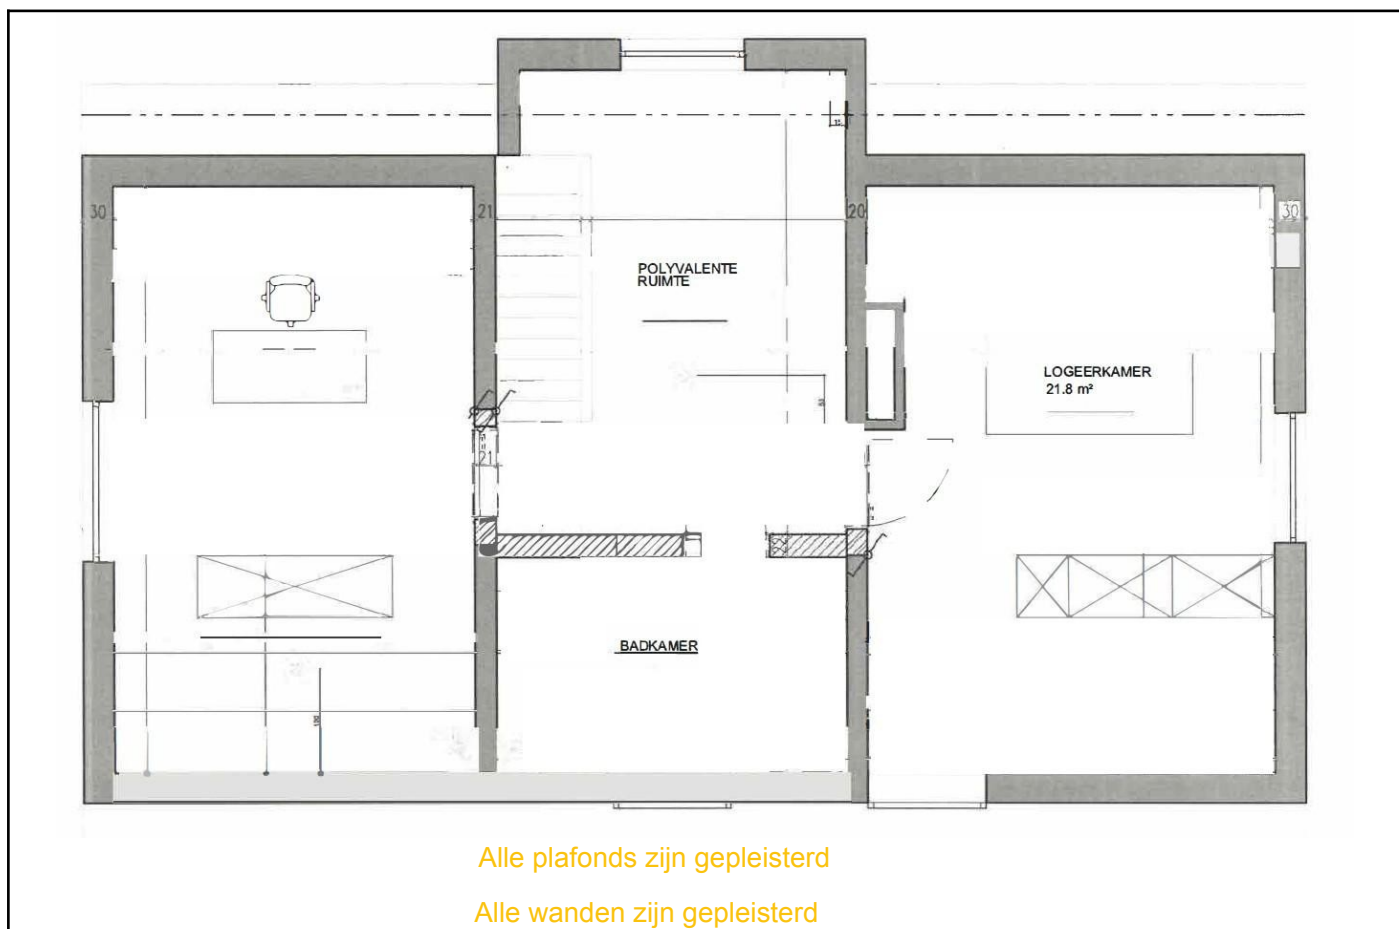 30
21
20
30
POLYVALENTE
RUIMTE
LOGEERKAMER
21.8 m²
21
22
BADKAMER
Alle plafonds zijn gepleisterd
Alle wanden zijn gepleisterd